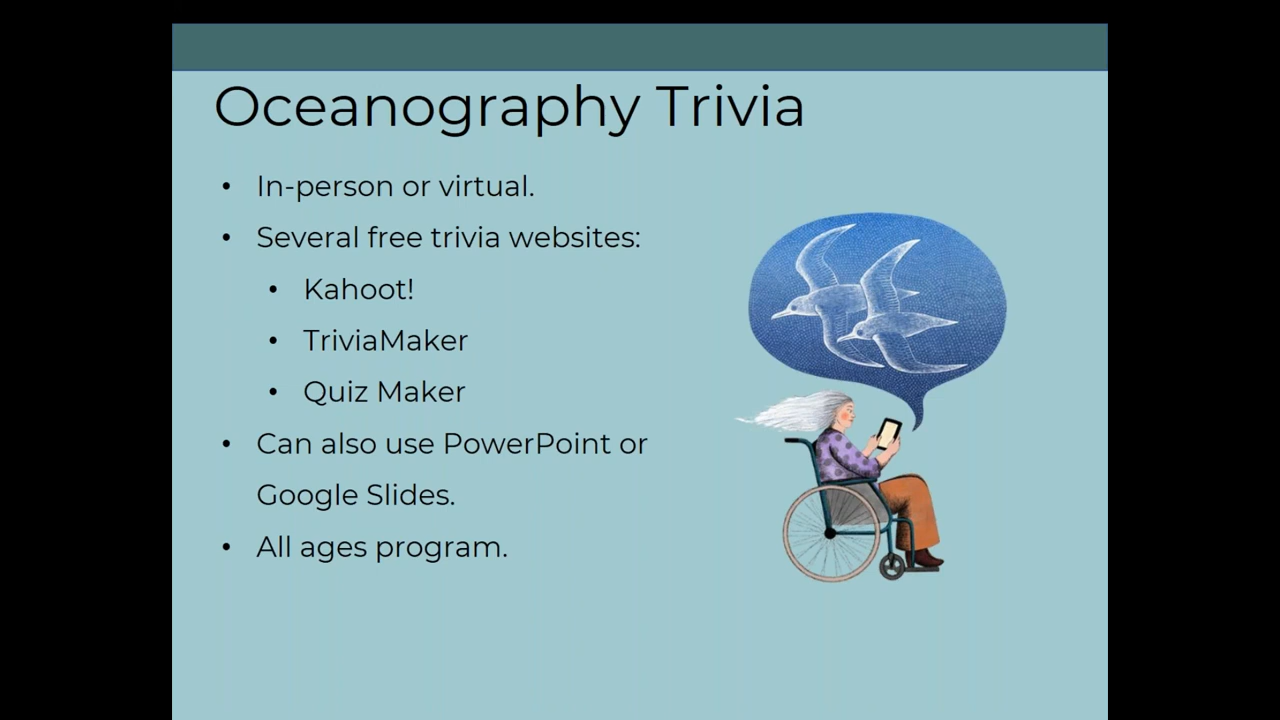 Oceanography Trivia
• In-person or virtual.
• Several free trivia websites:
• Kahoot!
• TriviaMaker
• Quiz Maker
• Can also use PowerPoint or
Google Slides.
• All ages program.